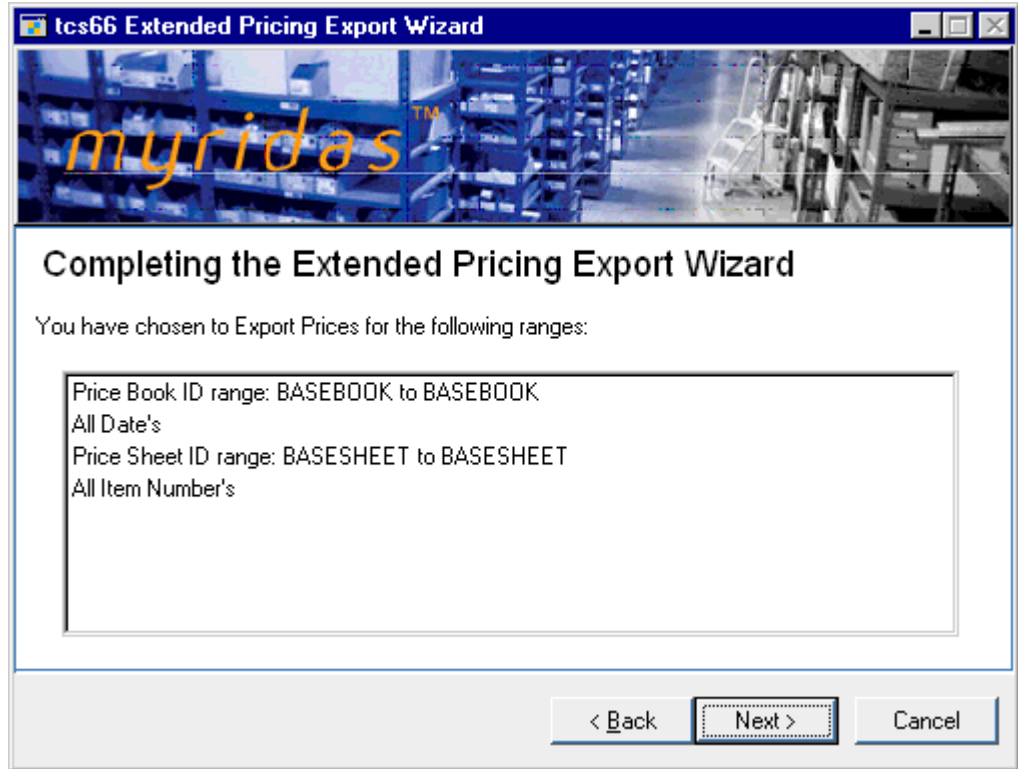 tcs66 Extended Pricing Export Wizard
myridas™
Completing the Extended Pricing Export Wizard
You have chosen to Export Prices for the following ranges:
Price Book ID range: BASEBOOK to BASEBOOK
All Date's
Price Sheet ID range: BASESHEET to BASESHEET
All Item Number's
< Back Next > Cancel